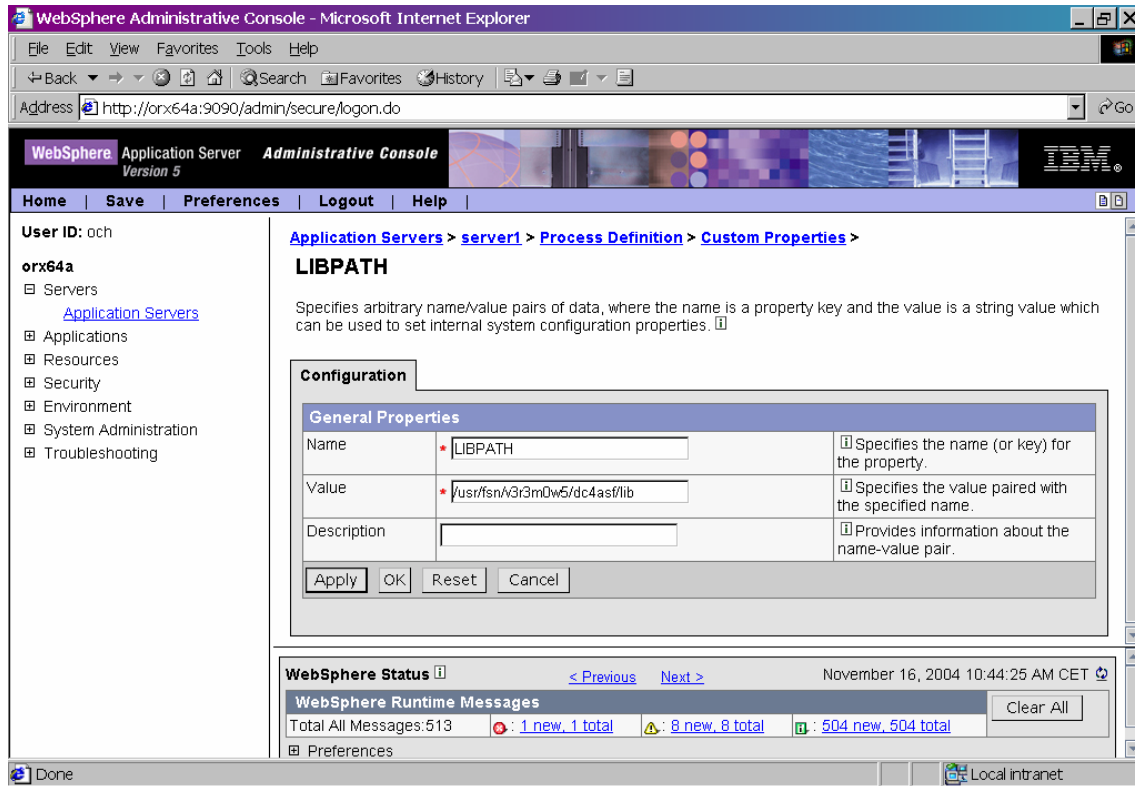 WebSphere Administrative Console - Microsoft Internet Explorer
File Edit View Favorites Tools Help
Back Search Favorites History
Address http://orx64a:9090/admin/secure/logon.do Go
WebSphere Application Server Administrative Console
Version 5
IBM®
Home | Save | Preferences | Logout | Help |
User ID: och
orx64a
Servers
Application Servers
Applications
Resources
Security
Environment
System Administration
Troubleshooting
Application Servers > server1 > Process Definition > Custom Properties >
LIBPATH
Specifies arbitrary name/value pairs of data, where the name is a property key and the value is a string value which
can be used to set internal system configuration properties.
Configuration
General Properties
Name * LIBPATH Specifies the name (or key) for
the property.
Value * /usr/fsn/v3r3m0w5/dc4asf/lib Specifies the value paired with
the specified name.
Description Provides information about the
name-value pair.
Apply OK Reset Cancel
WebSphere Status < Previous Next > November 16, 2004 10:44:25 AM CET
WebSphere Runtime Messages Clear All
Total All Messages:513 : 1 new, 1 total : 8 new, 8 total : 504 new, 504 total
Preferences
Done Local intranet